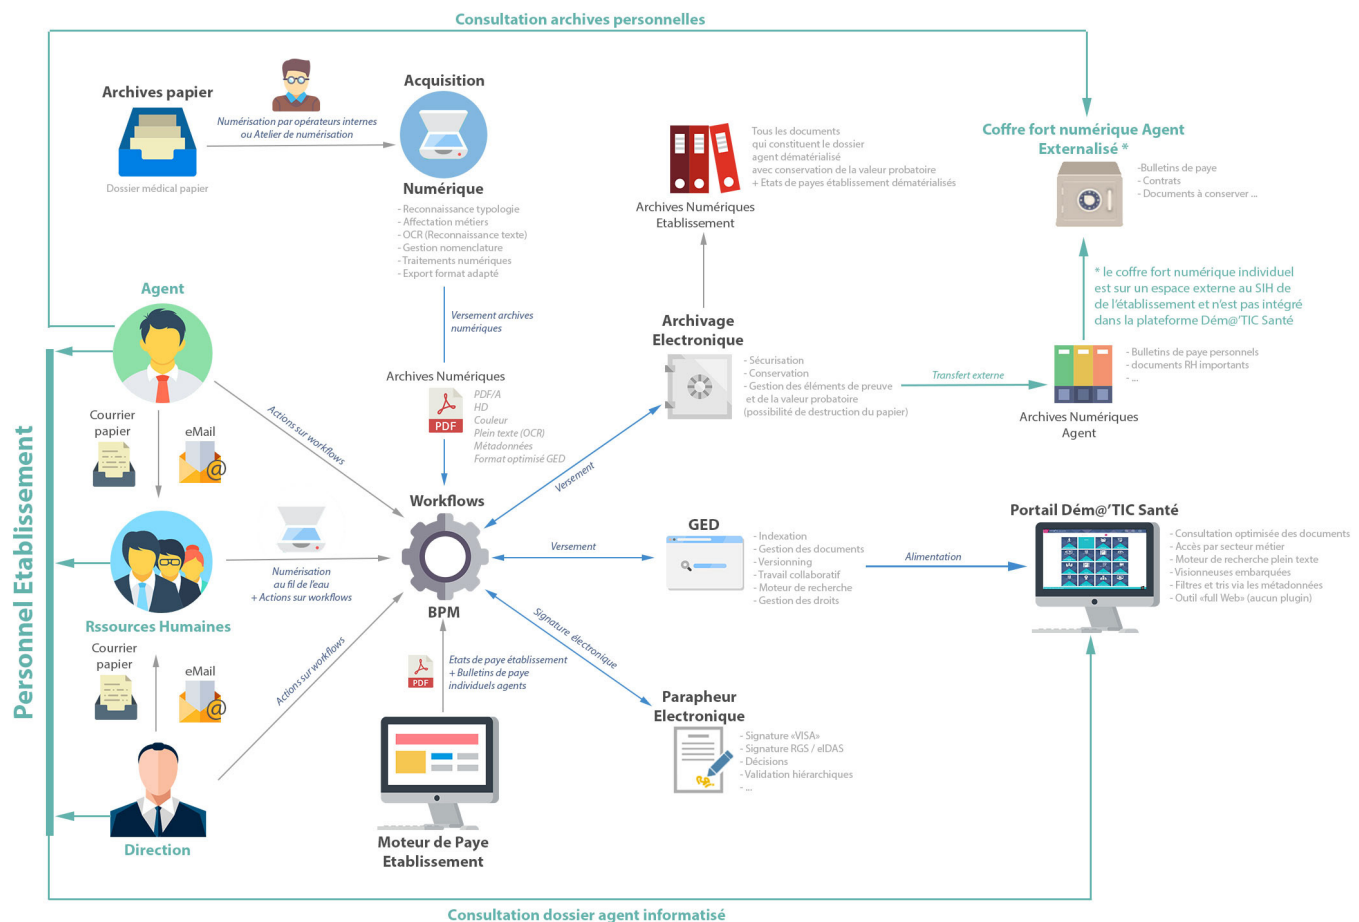 Consultation archives personnelles
Archives papier
Numérisation par opérateurs internes
ou Atelier de numérisation
Dossier médical papier
Acquisition
Numérique
- Reconnaissance typologie
- Affectation métiers
- OCR (Reconnaissance texte)
- Gestion nomenclature
- Traitements numériques
- Export format adapté
Versement archives
numériques
Archives Numériques
PDF
PDF/A
HD
Couleur
Plein texte (OCR)
Métadonnées
Format optimisé GED
Tous les documents
qui constituent le dossier
agent dématérialisé
avec conservation de la valeur probatoire
+ Etats de payes établissement dématérialisés
Archives Numériques
Etablissement
Coffre fort numérique Agent
Externalisé *
-Bulletins de paye
- Contrats
- Documents à conserver ...
* le coffre fort numérique individuel
est sur un espace externe au SIH de
de l'établissement et n'est pas intégré
dans la plateforme Dém@'TIC Santé
Archivage
Electronique
- Sécurisation
- Conservation
- Gestion des éléments de preuve
et de la valeur probatoire
(possibilité de destruction du papier)
Transfert externe
- Bulletins de paye personnels
- documents RH importants
- ...
Archives Numériques
Agent
Personnel Etablissement
Agent
Courrier
papier
eMail
@
Actions sur workflows
Rssources Humaines
Numérisation
au fil de l'eau
+ Actions sur workflows
Courrier
papier
eMail
@
Actions sur workflows
Direction
Workflows
BPM
Versement
Versement
Signature électronique
GED
- Indexation
- Gestion des documents
- Versionning
- Travail collaboratif
- Moteur de recherche
- Gestion des droits
Alimentation
Portail Dém@'TIC Santé
- Consultation optimisée des documents
- Accès par secteur métier
- Moteur de recherche plein texte
- Visionneuses embarquées
- Filtres et tris via les métadonnées
- Outil «full Web» (aucun plugin)
PDF
Etats de paye établissement
+ Bulletins de paye
individuels agents
Moteur de Paye
Etablissement
Parapheur
Electronique
- Signature «VISA»
- Signature RGS / eIDAS
- Décisions
- Validation hiérarchiques
- ...
Consultation dossier agent informatisé